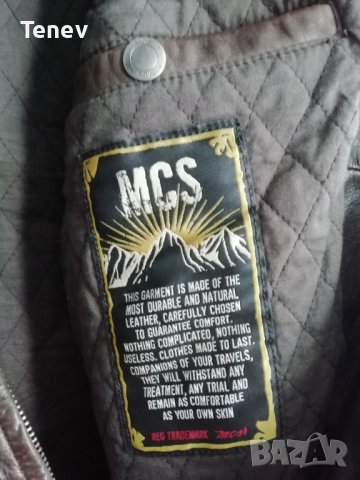 Tenev
MCS
THIS GARMENT IS MADE OF THE
MOST DURABLE AND NATURAL
LEATHER, CAREFULLY CHOSEN
TO GUARANTEE COMFORT.
NOTHING COMPLICATED, NOTHING
USELESS. CLOTHES MADE TO LAST.
COMPANIONS OF YOUR TRAVELS,
THEY WILL WITHSTAND ANY
TREATMENT, ANY TRIAL AND
REMAIN AS COMFORTABLE
AS YOUR OWN SKIN
REG TRADEMARK
BAZAR